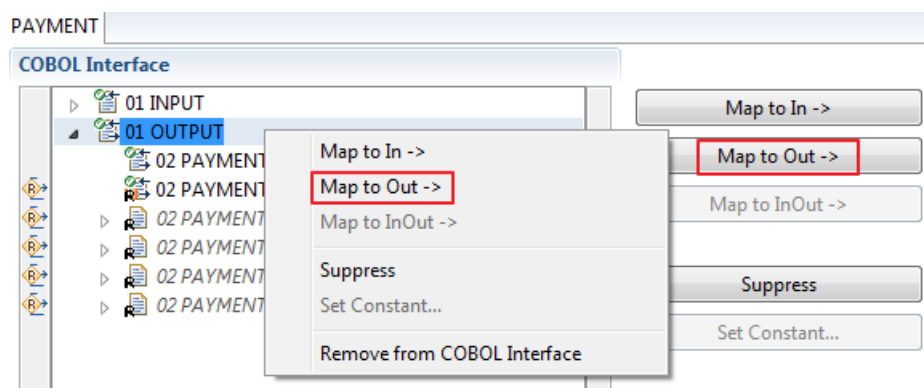 PAYMENT
COBOL Interface
01 INPUT
01 OUTPUT
02 PAYMENT
02 PAYMENT
02 PAYMENT
02 PAYMENT
02 PAYMENT
02 PAYMENT
Map to In ->
Map to Out ->
Map to InOut ->
Suppress
Set Constant...
Remove from COBOL Interface
Map to In ->
Map to Out ->
Map to InOut ->
Suppress
Set Constant...